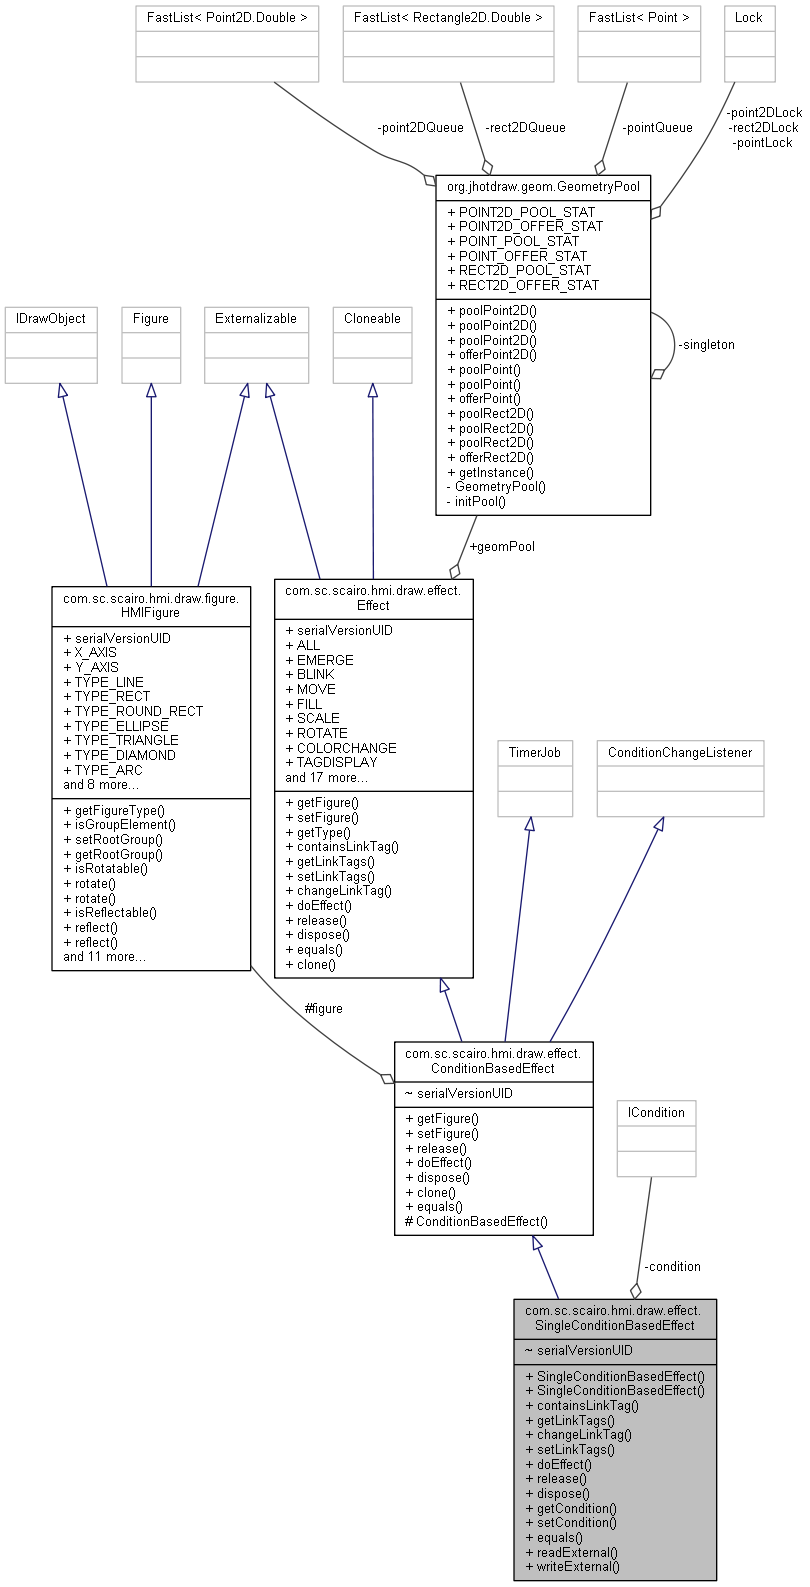 FastList< Point2D.Double >
FastList< Rectangle2D.Double >
FastList< Point >
Lock
-point2DQueue
-rect2DQueue
-pointQueue
-point2DLock
-rect2DLock
-pointLock
org.jhotdraw.geom.GeometryPool
+ POINT2D_POOL_STAT
+ POINT2D_OFFER_STAT
+ POINT_POOL_STAT
+ POINT_OFFER_STAT
+ RECT2D_POOL_STAT
+ RECT2D_OFFER_STAT
+ poolPoint2D()
+ poolPoint2D()
+ poolPoint2D()
+ offerPoint2D()
+ poolPoint()
+ poolPoint()
+ offerPoint()
+ poolRect2D()
+ poolRect2D()
+ poolRect2D()
+ offerRect2D()
+ getInstance()
- GeometryPool()
- initPool()
-singleton
IDrawObject
Figure
Externalizable
Cloneable
+geomPool
com.sc.scairo.hmi.draw.figure.
HMIFigure
+ serialVersionUID
+ X_AXIS
+ Y_AXIS
+ TYPE_LINE
+ TYPE_RECT
+ TYPE_ROUND_RECT
+ TYPE_ELLIPSE
+ TYPE_TRIANGLE
+ TYPE_DIAMOND
+ TYPE_ARC
and 8 more...
+ getFigureType()
+ isGroupElement()
+ setRootGroup()
+ getRootGroup()
+ isRotatable()
+ rotate()
+ rotate()
+ isReflectable()
+ reflect()
+ reflect()
and 11 more...
com.sc.scairo.hmi.draw.effect.
Effect
+ serialVersionUID
+ ALL
+ EMERGE
+ BLINK
+ MOVE
+ FILL
+ SCALE
+ ROTATE
+ COLORCHANGE
+ TAGDISPLAY
and 17 more...
+ getFigure()
+ setFigure()
+ getType()
+ containsLinkTag()
+ getLinkTags()
+ setLinkTags()
+ changeLinkTag()
+ doEffect()
+ release()
+ dispose()
+ equals()
+ clone()
TimerJob
ConditionChangeListener
#figure
com.sc.scairo.hmi.draw.effect.
ConditionBasedEffect
~ serialVersionUID
+ getFigure()
+ setFigure()
+ release()
+ doEffect()
+ dispose()
+ clone()
+ equals()
# ConditionBasedEffect()
ICondition
-condition
com.sc.scairo.hmi.draw.effect.
SingleConditionBasedEffect
~ serialVersionUID
+ SingleConditionBasedEffect()
+ SingleConditionBasedEffect()
+ containsLinkTag()
+ getLinkTags()
+ changeLinkTag()
+ setLinkTags()
+ doEffect()
+ release()
+ dispose()
+ getCondition()
+ setCondition()
+ equals()
+ readExternal()
+ writeExternal()